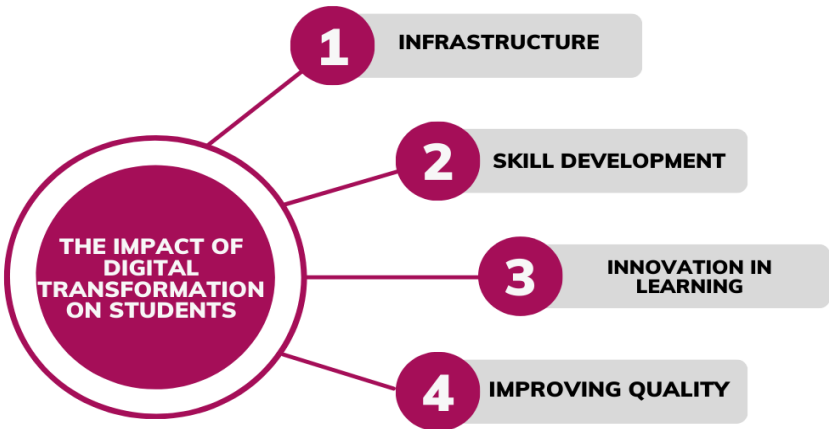 THE IMPACT OF
DIGITAL
TRANSFORMATION
ON STUDENTS
1
INFRASTRUCTURE
2
SKILL DEVELOPMENT
3
INNOVATION IN
LEARNING
4
IMPROVING QUALITY